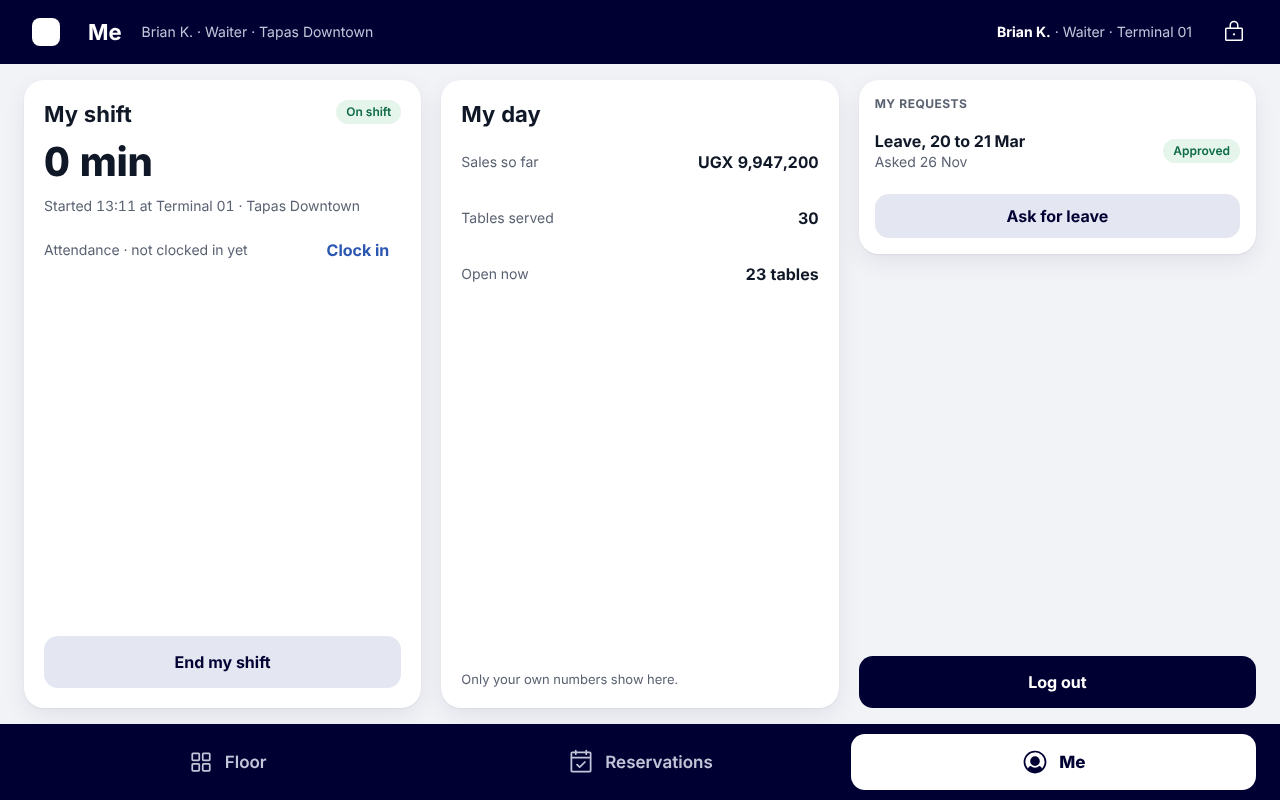 Me
Brian K. · Waiter · Tapas Downtown
Brian K. · Waiter · Terminal 01
My shift
On shift
0 min
Started 13:11 at Terminal 01 · Tapas Downtown
Attendance · not clocked in yet
Clock in
End my shift
My day
Sales so far
UGX 9,947,200
Tables served
30
Open now
23 tables
Only your own numbers show here.
MY REQUESTS
Leave, 20 to 21 Mar
Asked 26 Nov
Approved
Ask for leave
Log out
Floor
Reservations
Me